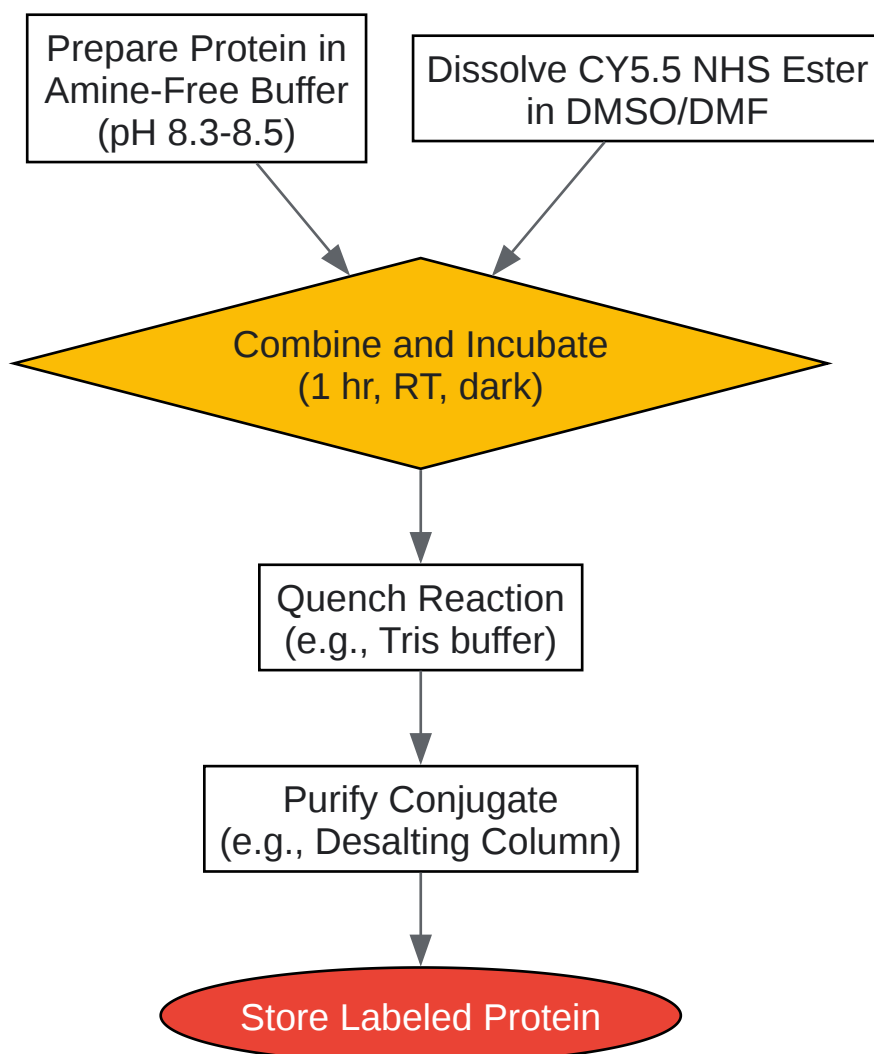 Prepare Protein in
Amine-Free Buffer
(pH 8.3-8.5)
Dissolve CY5.5 NHS Ester
in DMSO/DMF
Combine and Incubate
(1 hr, RT, dark)
Quench Reaction
(e.g., Tris buffer)
Purify Conjugate
(e.g., Desalting Column)
Store Labeled Protein